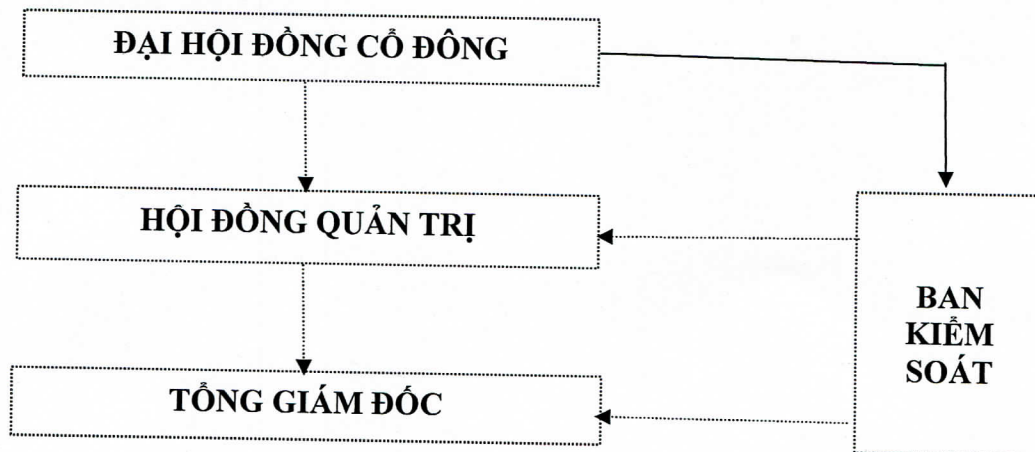 ĐẠI HỘI ĐỒNG CỔ ĐÔNG
HỘI ĐỒNG QUẢN TRỊ
BAN
KIỂM
SOÁT
TỔNG GIÁM ĐỐC